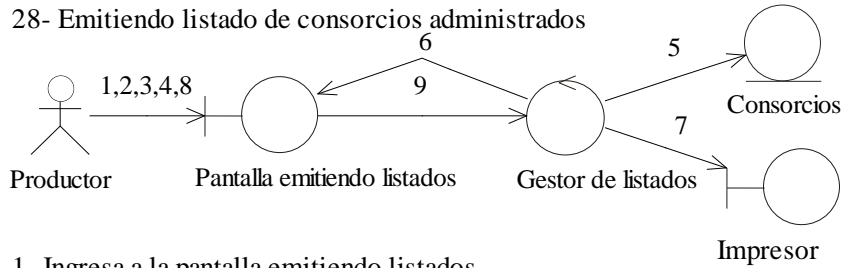 28- Emitiendo listado de consorcios administrados
6
5
1,2,3,4,8
9
Consorcios
7
Productor
Pantalla emitiendo listados
Gestor de listados
Impresor
1- Ingresa a la pantalla emitiendo listados